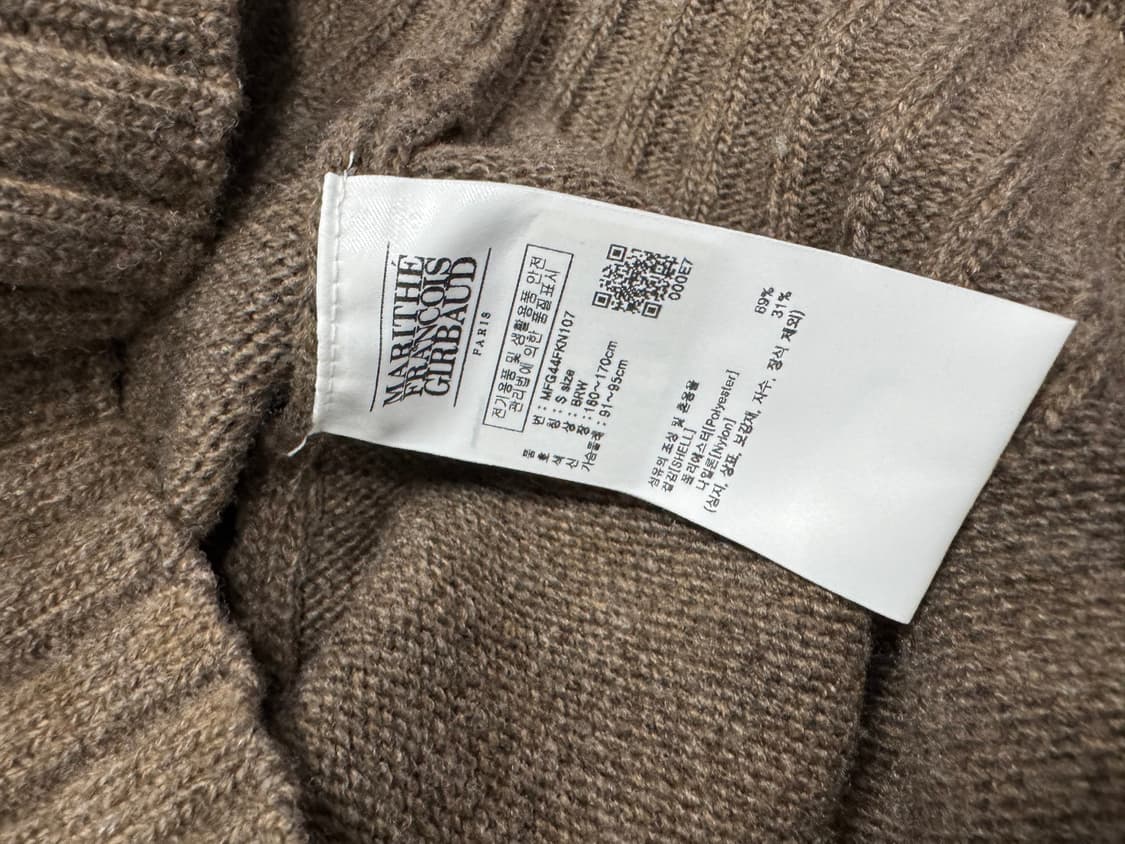 MARITHÉ
FRANCOIS
GIRBAUD
PARIS
전기용품 및 생활용품 안전
관리법에 의한 품질표시
품 번 : MFG44FKN107
호 칭 : S size
색 상 : BRW
신 장 : 160~170cm
가슴둘레 : 91~95cm
000E7
섬유의 조성 및 혼용율
겉감[SHELL]
폴리에스터[Polyester] 69%
나일론[Nylon] 31%
(심지, 상표, 보강재, 자수, 장식 제외)